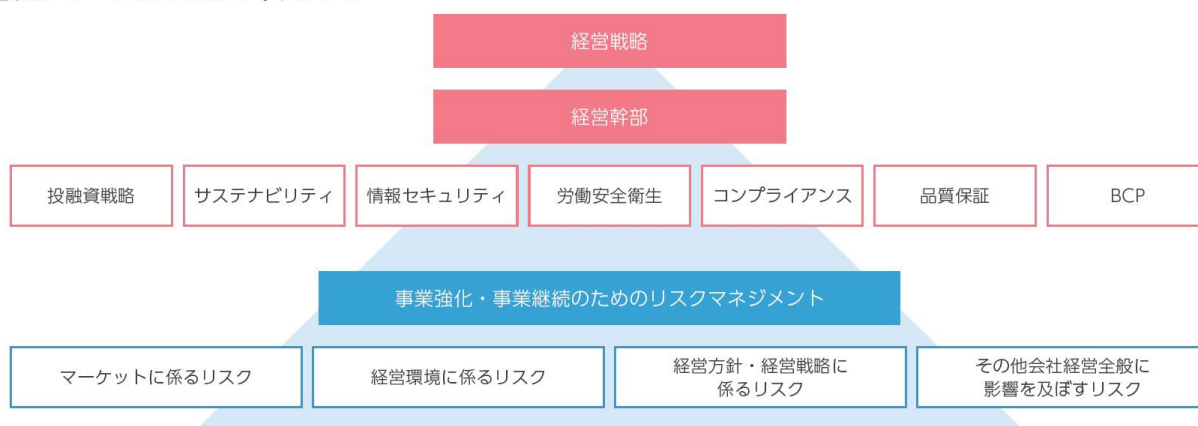 経営戦略
経営幹部
投融資戦略
サステナビリティ
情報セキュリティ
労働安全衛生
コンプライアンス
品質保証
BCP
事業強化・事業継続のためのリスクマネジメント
マーケットに係るリスク
経営環境に係るリスク
経営方針・経営戦略に
係るリスク
その他会社経営全般に
影響を及ぼすリスク